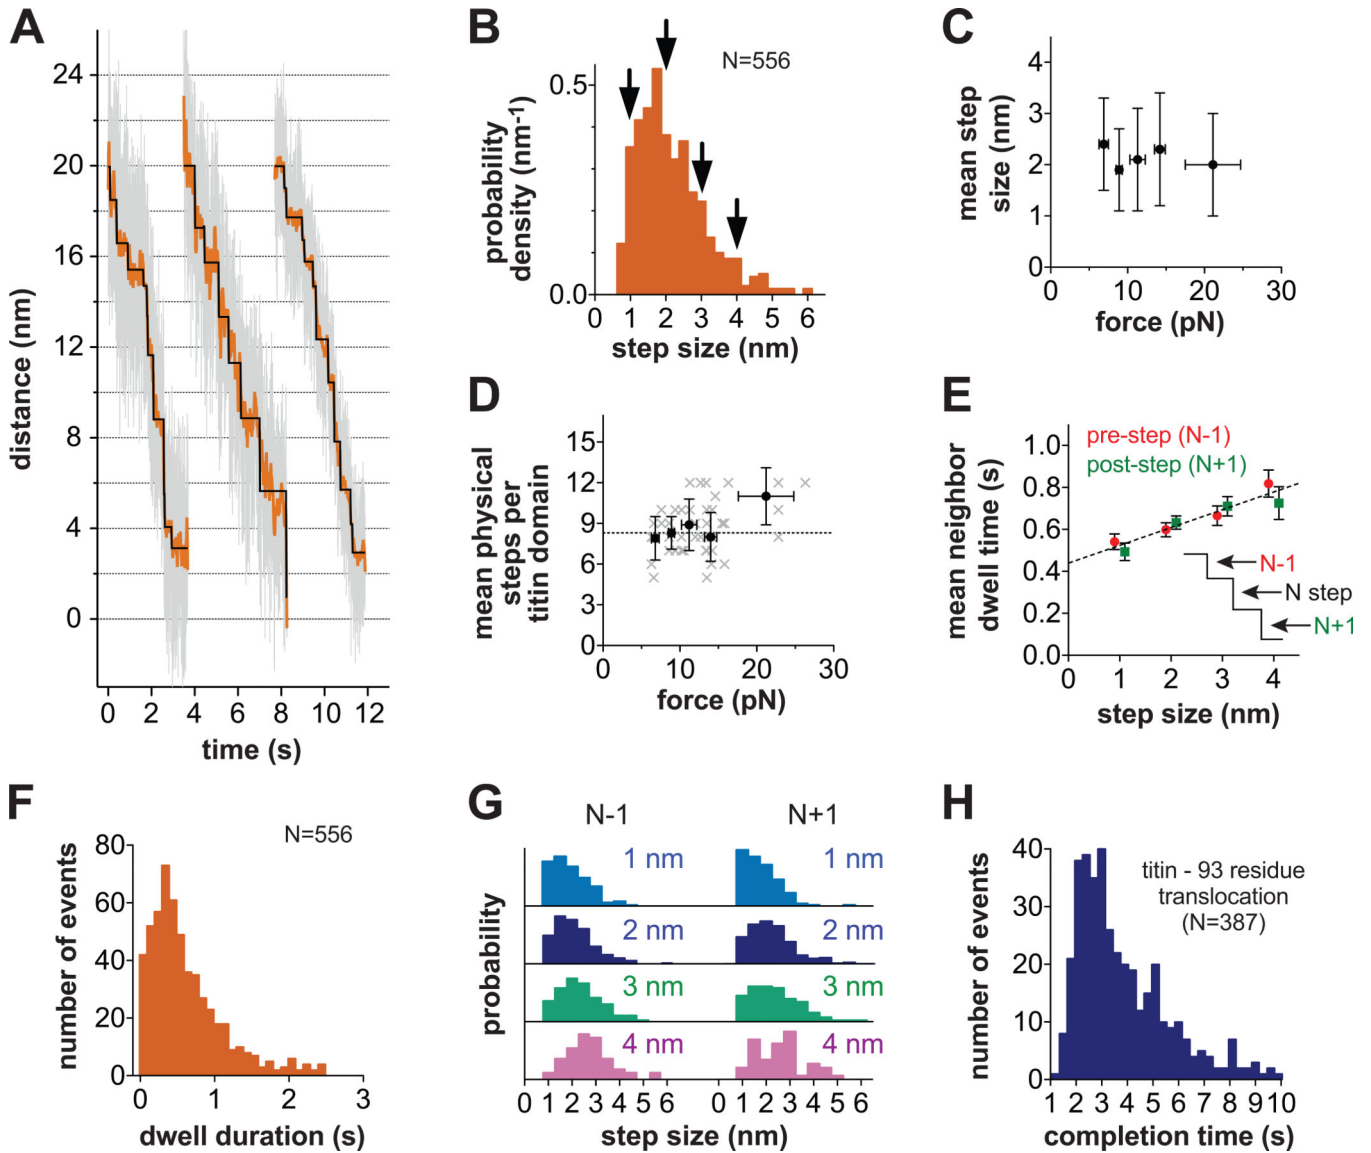 A
distance (nm)
24
20
16
12
8
4
0
0 2 4 6 8 10 12
time (s)
B
N=556
probability
density (nm⁻¹)
0.5
0.0
0 1 2 3 4 5 6
step size (nm)
C
mean step
size (nm)
4
3
2
1
0
0 10 20 30
force (pN)
D
mean physical
steps per
titin domain
15
12
9
6
3
0
0 10 20 30
force (pN)
E
pre-step (N-1)
post-step (N+1)
mean neighbor
dwell time (s)
1.0
0.8
0.6
0.4
0.2
0.0
N-1
N step
N+1
0 1 2 3 4
step size (nm)
F
N=556
number of events
80
60
40
20
0
0 1 2 3
dwell duration (s)
G
N-1 N+1
probability
1 nm 1 nm
2 nm 2 nm
3 nm 3 nm
4 nm 4 nm
0 1 2 3 4 5 6 0 1 2 3 4 5 6
step size (nm)
H
titin - 93 residue
translocation
(N=387)
number of events
40
30
20
10
0
1 2 3 4 5 6 7 8 9 10
completion time (s)